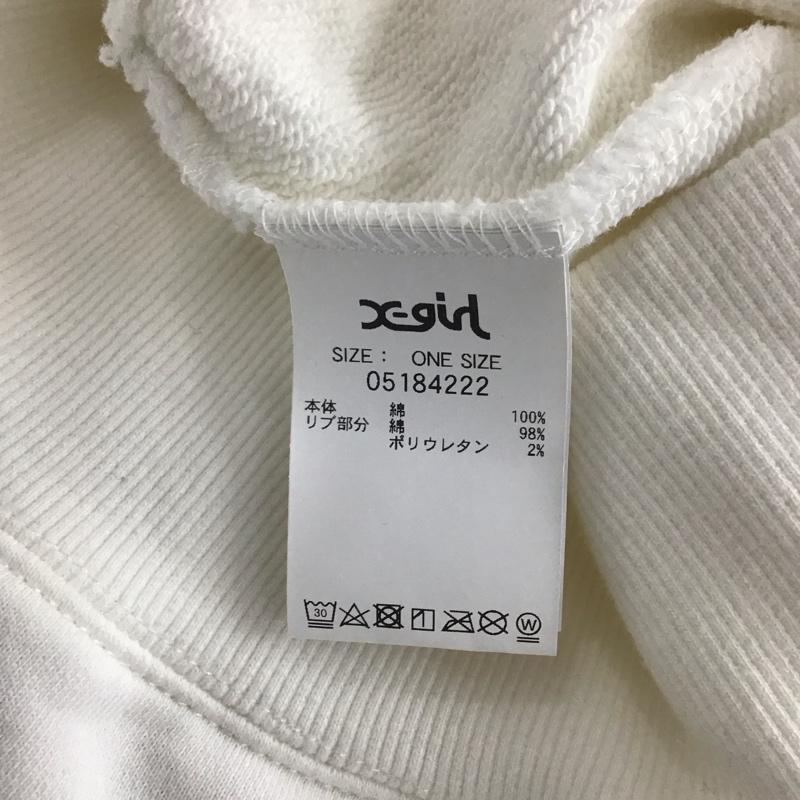 X-girl
SIZE : ONE SIZE
05184222
本体 綿 100%
リブ部分 綿 98%
ポリウレタン 2%
30 W